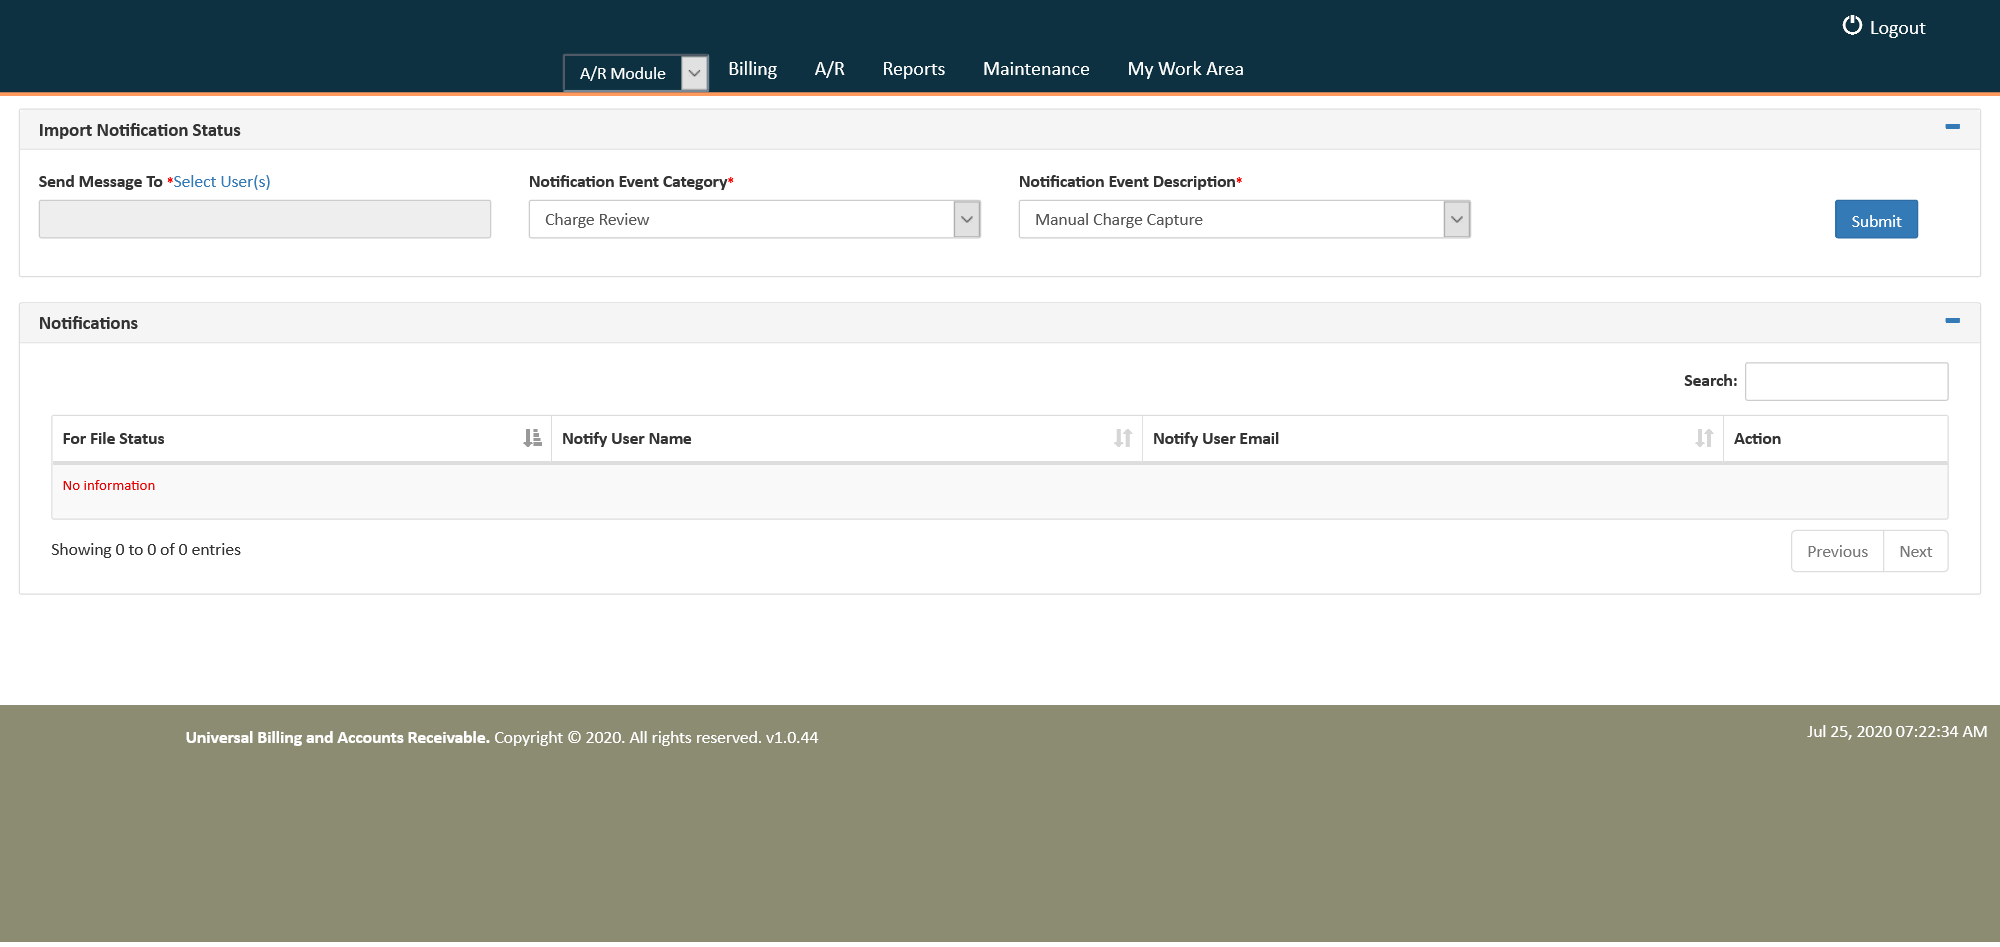 Logout
A/R Module Billing A/R Reports Maintenance My Work Area
Import Notification Status
Send Message To *Select User(s) Notification Event Category* Notification Event Description*
Charge Review Manual Charge Capture Submit
Notifications
Search:
For File Status Notify User Name Notify User Email Action
No information
Showing 0 to 0 of 0 entries Previous Next
Universal Billing and Accounts Receivable. Copyright © 2020. All rights reserved. v1.0.44 Jul 25, 2020 07:22:34 AM